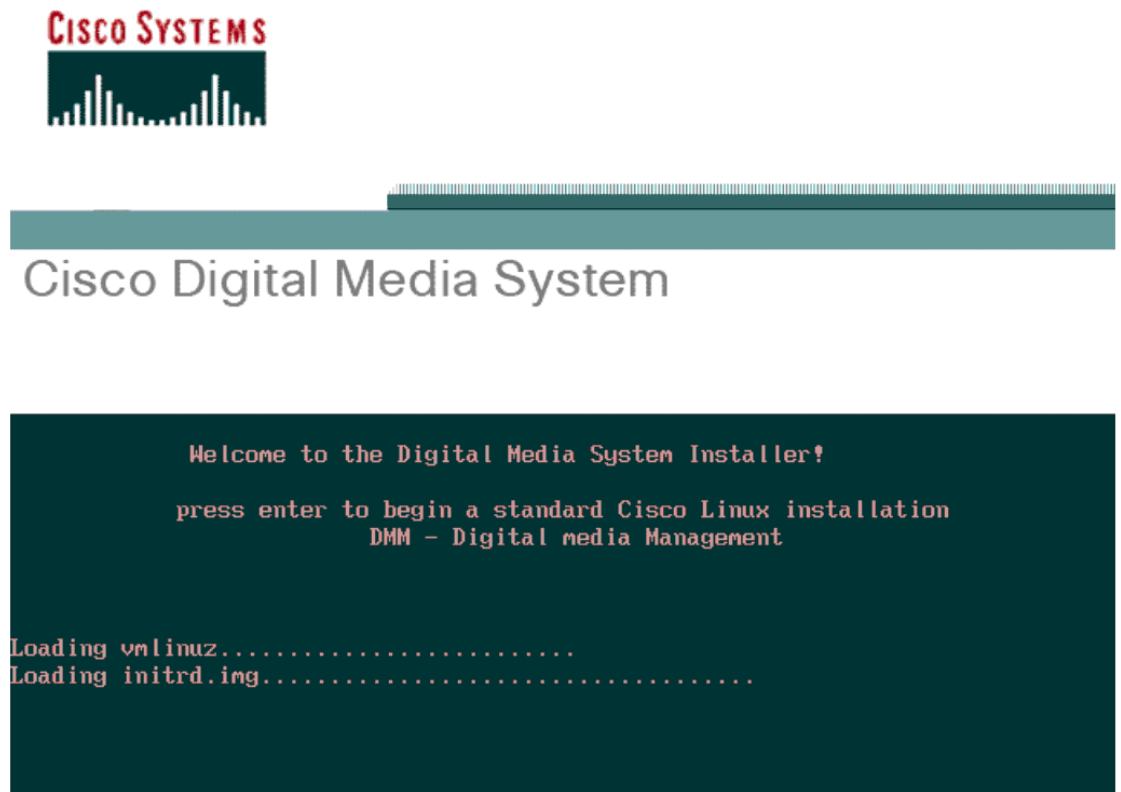 CISCO SYSTEMS
Cisco Digital Media System
Welcome to the Digital Media System Installer!
press enter to begin a standard Cisco Linux installation
DMM - Digital media Management
Loading vmlinuz..........................
Loading initrd.img....................................